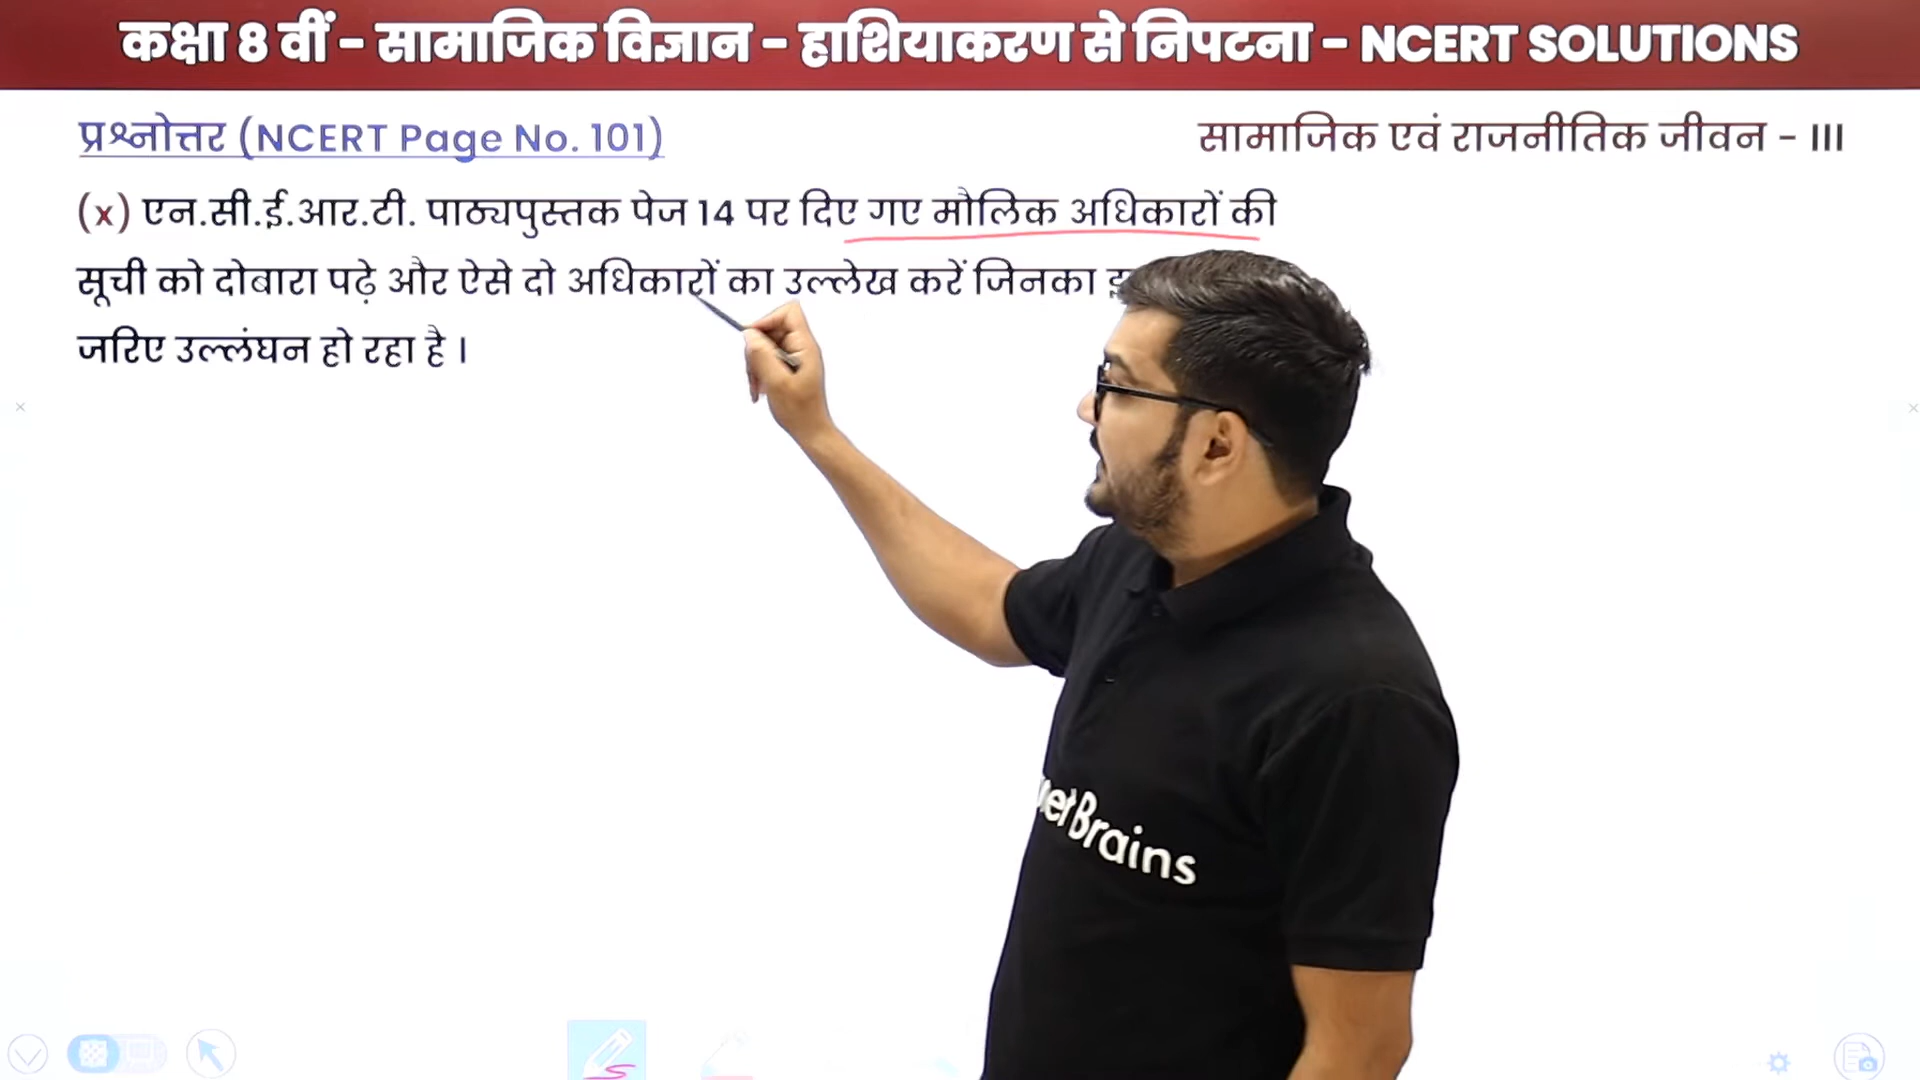 कक्षा 8 वीं - सामाजिक विज्ञान - हाशियाकरण से निपटना - NCERT SOLUTIONS
प्रश्नोत्तर (NCERT Page No. 101)
सामाजिक एवं राजनीतिक जीवन - III
(x) एन.सी.ई.आर.टी. पाठ्यपुस्तक पेज 14 पर दिए गए मौलिक अधिकारों की
सूची को दोबारा पढ़े और ऐसे दो अधिकारों का उल्लेख करें जिनका
जरिए उल्लंघन हो रहा है ।
Brains